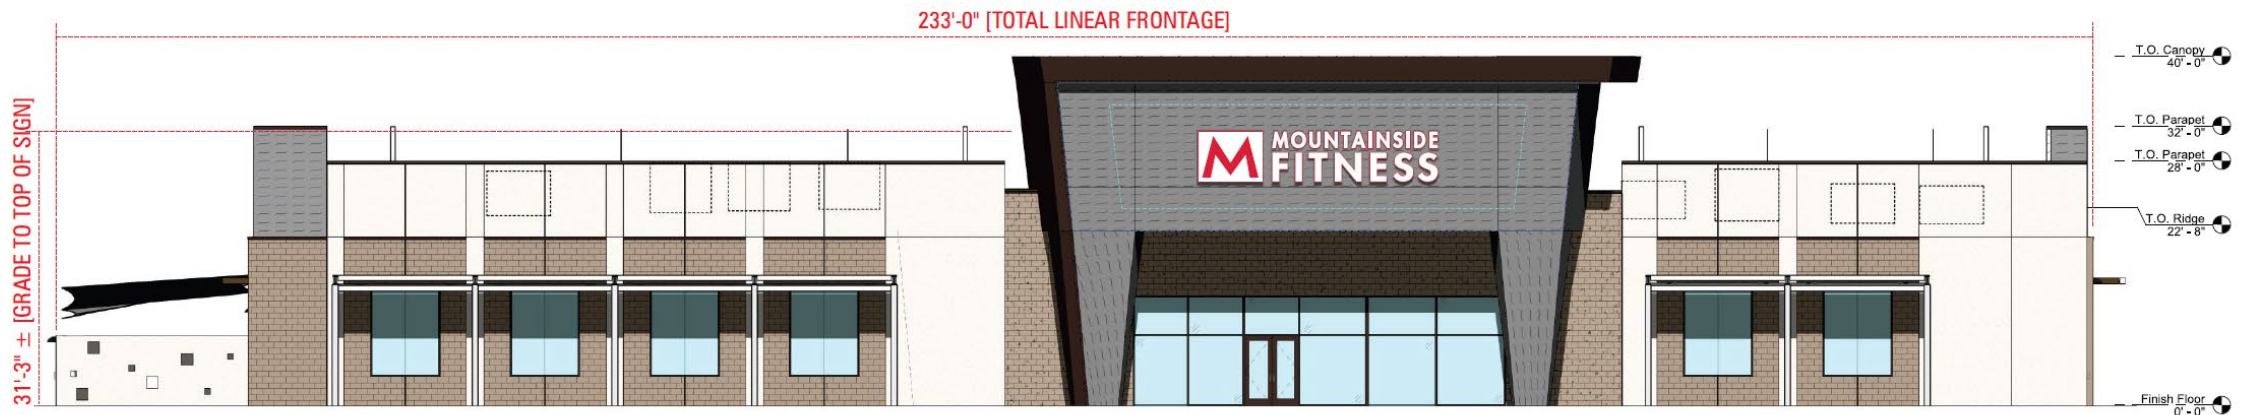 233'-0" [TOTAL LINEAR FRONTAGE]
31'-3" ± [GRADE TO TOP OF SIGN]
M MOUNTAINSIDE
FITNESS
T.O. Canopy
40' - 0"
T.O. Parapet
32' - 0"
T.O. Parapet
28' - 0"
T.O. Ridge
22' - 8"
Finish Floor
0' - 0"